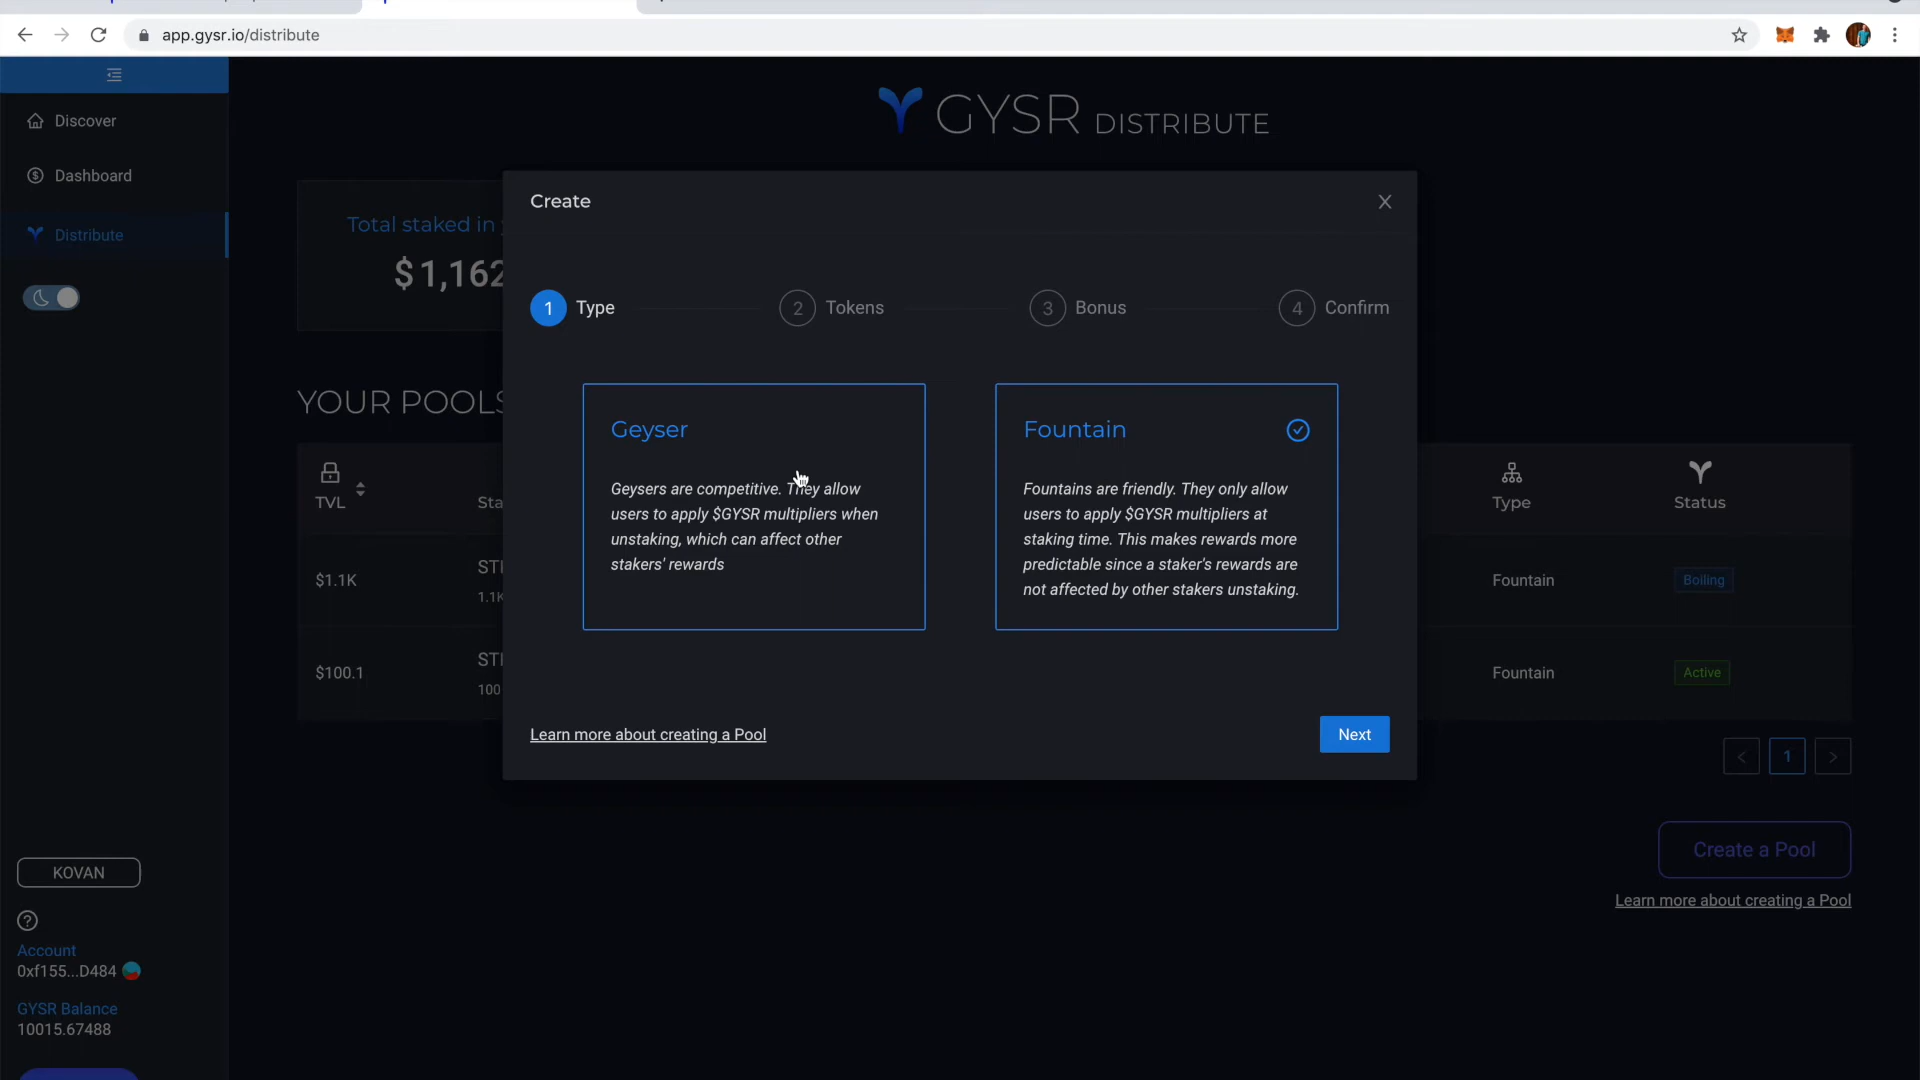 app.gysr.io/distribute
Discover
Dashboard
Distribute
GYSR DISTRIBUTE
Total staked in
$ 1,162
Create
X
1 Type
2 Tokens
3 Bonus
4 Confirm
Geyser
Geysers are competitive. They allow
users to apply $GYSR multipliers when
unstaking, which can affect other
stakers' rewards
Fountain
Fountains are friendly. They only allow
users to apply $GYSR multipliers at
staking time. This makes rewards more
predictable since a staker's rewards are
not affected by other stakers unstaking.
Learn more about creating a Pool
Next
YOUR POOLS
TVL
Sta
Type
Status
$1.1K
ST
1.1K
Fountain
Boiling
$100.1
ST
100
Fountain
Active
< 1 >
Create a Pool
Learn more about creating a Pool
KOVAN
?
Account
0xf155...D484
GYSR Balance
10015.67488